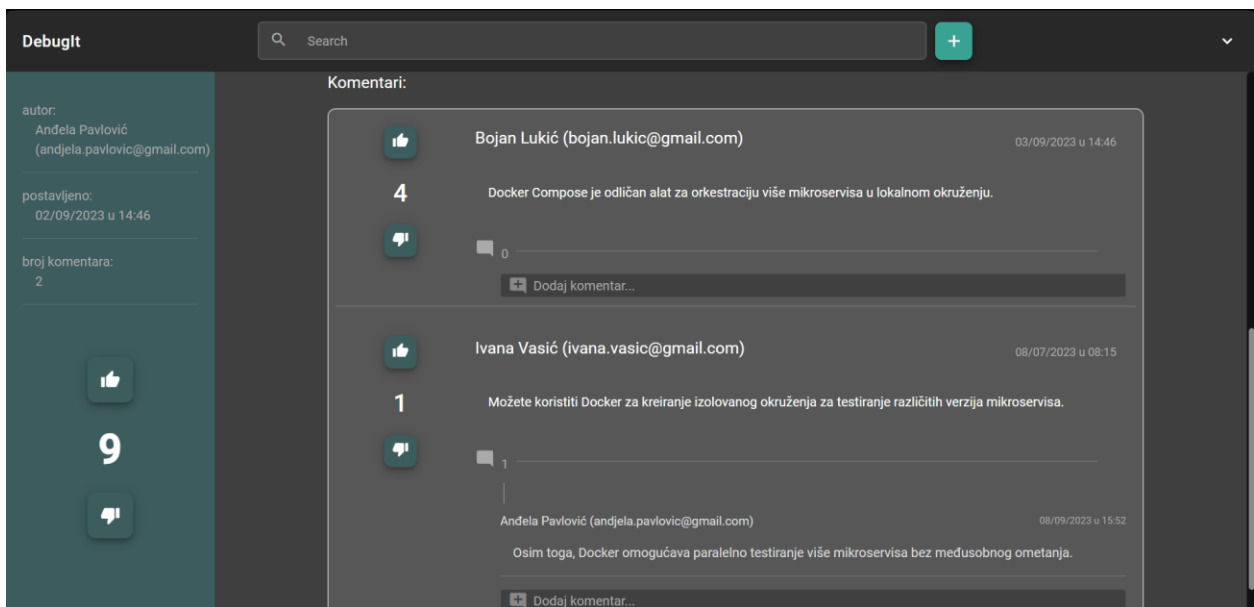 DebugIt
Search
autor:
Anđela Pavlović
(andjela.pavlovic@gmail.com)
postavljeno:
02/09/2023 u 14:46
broj komentara:
2
9
Komentari:
Bojan Lukić (bojan.lukic@gmail.com)
03/09/2023 u 14:46
4
Docker Compose je odličan alat za orkestraciju više mikroservisa u lokalnom okruženju.
0
Dodaj komentar...
Ivana Vasić (ivana.vasic@gmail.com)
08/07/2023 u 08:15
1
Možete koristiti Docker za kreiranje izolovanog okruženja za testiranje različitih verzija mikroservisa.
1
Anđela Pavlović (andjela.pavlovic@gmail.com)
08/09/2023 u 15:52
Osim toga, Docker omogućava paralelno testiranje više mikroservisa bez međusobnog ometanja.
Dodaj komentar...